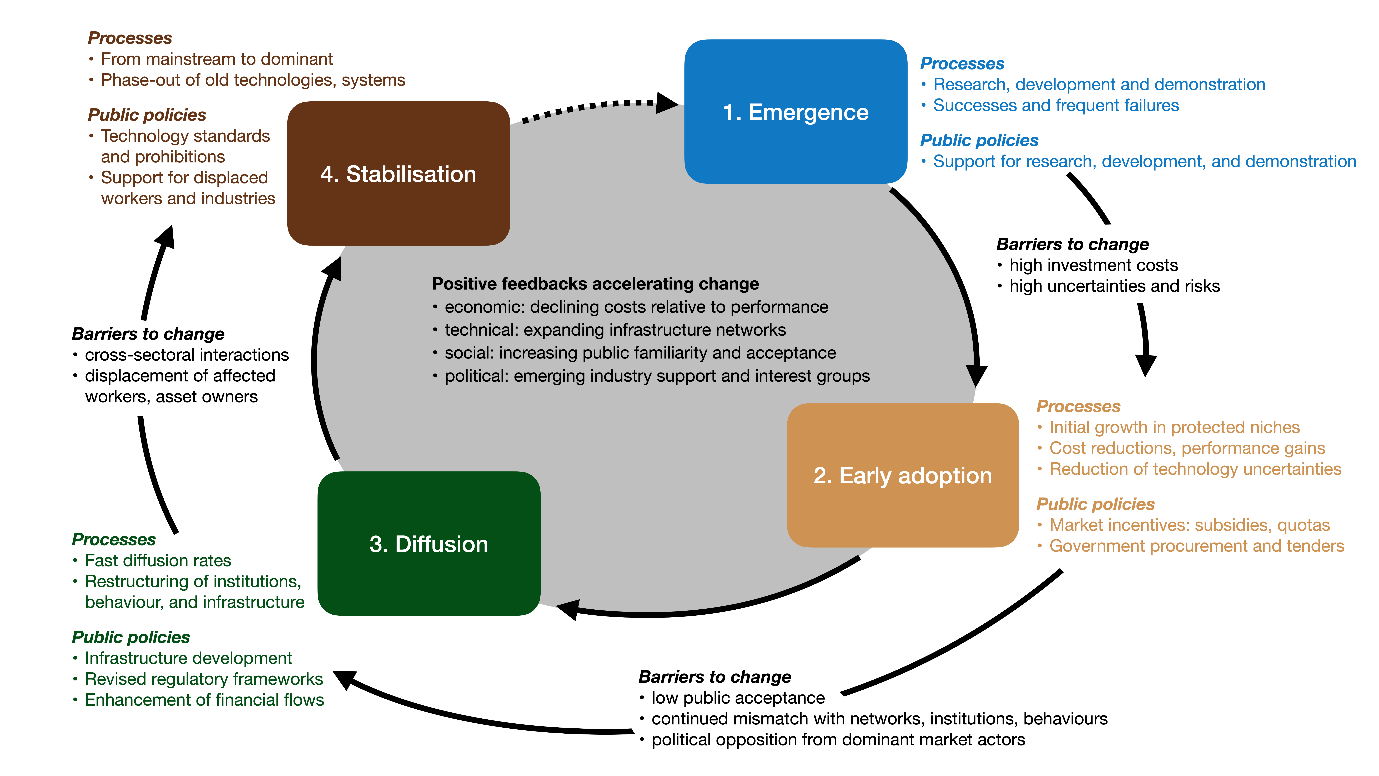 Processes
• From mainstream to dominant
• Phase-out of old technologies, systems
Public policies
• Technology standards
and prohibitions
• Support for displaced
workers and industries
4. Stabilisation
1. Emergence
Processes
• Research, development and demonstration
• Successes and frequent failures
Public policies
• Support for research, development, and demonstration
Barriers to change
• high investment costs
• high uncertainties and risks
Positive feedbacks accelerating change
• economic: declining costs relative to performance
• technical: expanding infrastructure networks
• social: increasing public familiarity and acceptance
• political: emerging industry support and interest groups
Barriers to change
• cross-sectoral interactions
• displacement of affected
workers, asset owners
2. Early adoption
Processes
• Initial growth in protected niches
• Cost reductions, performance gains
• Reduction of technology uncertainties
Public policies
• Market incentives: subsidies, quotas
• Government procurement and tenders
3. Diffusion
Processes
• Fast diffusion rates
• Restructuring of institutions,
behaviour, and infrastructure
Public policies
• Infrastructure development
• Revised regulatory frameworks
• Enhancement of financial flows
Barriers to change
• low public acceptance
• continued mismatch with networks, institutions, behaviours
• political opposition from dominant market actors